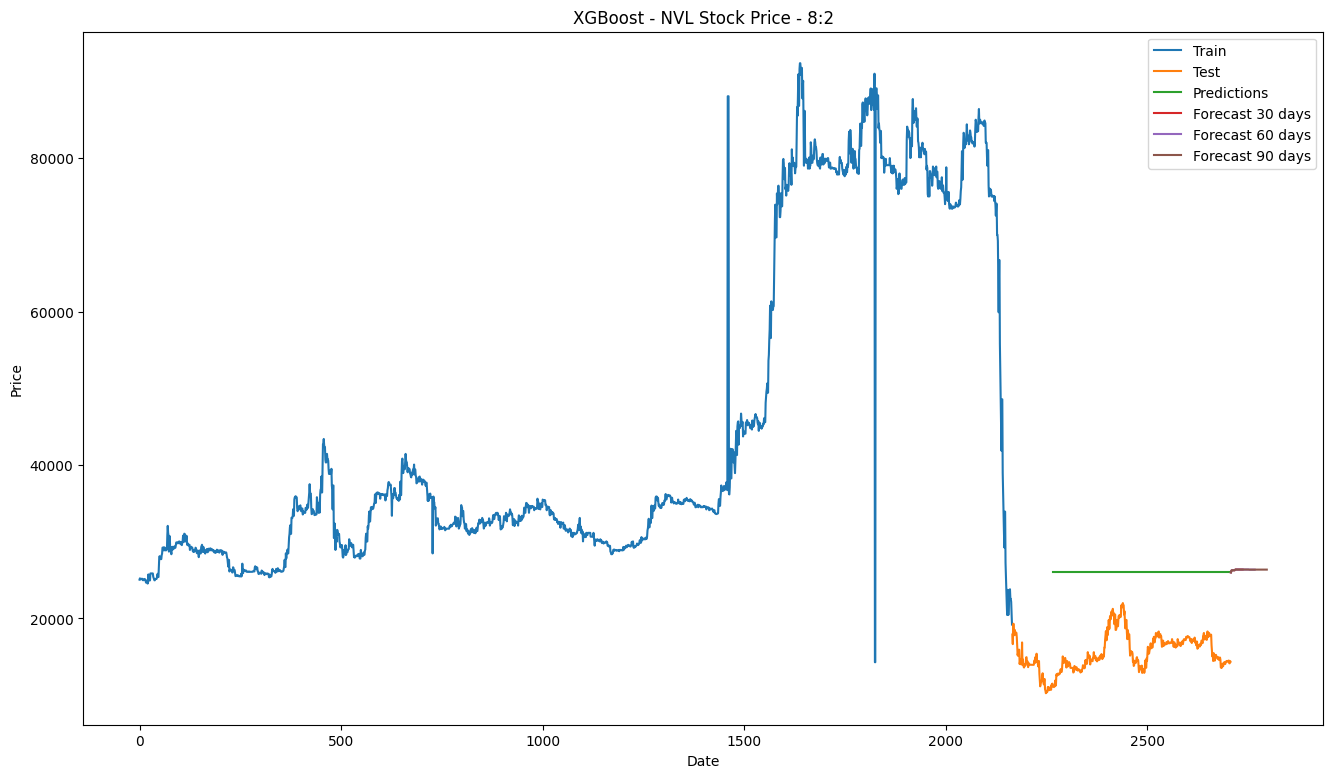 XGBoost - NVL Stock Price - 8:2
Train
Test
Predictions
Forecast 30 days
Forecast 60 days
Forecast 90 days
80000
60000
40000
20000
Price
0 500 1000 1500 2000 2500
Date